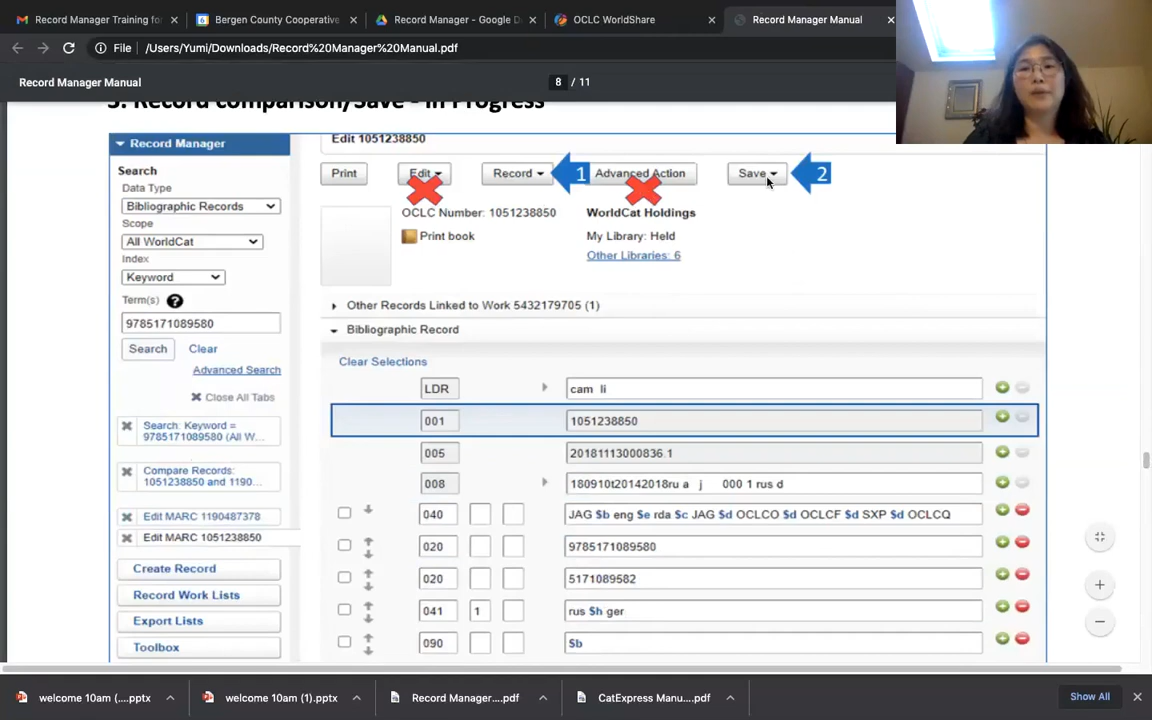 Record Manager Training for
Bergen County Cooperative
Record Manager - Google D
OCLC WorldShare
Record Manager Manual
File
/Users/Yumi/Downloads/Record%20Manager%20Manual.pdf
Record Manager Manual
8 / 11
3. Record comparison/Save - In Progress
Record Manager
Search
Data Type
Bibliographic Records
Scope
All WorldCat
Index
Keyword
Term(s) ?
9785171089580
Search Clear
Advanced Search
Close All Tabs
Search: Keyword =
9785171089580 (All W...
Compare Records:
1051238850 and 1190...
Edit MARC 1190487378
Edit MARC 1051238850
Create Record
Record Work Lists
Export Lists
Toolbox
Edit 1051238850
Print Edit Record 1 Advanced Action Save 2
OCLC Number: 1051238850
Print book
WorldCat Holdings
My Library: Held
Other Libraries: 6
Other Records Linked to Work 5432179705 (1)
Bibliographic Record
Clear Selections
LDR cam li
001 1051238850
005 20181113000836.1
008 180910t20142018ru a j 000 1 rus d
040 JAG $b eng $e rda $c JAG $d OCLCO $d OCLCF $d SXP $d OCLCQ
020 9785171089580
020 5171089582
041 1 rus $h ger
090 $b
welcome 10am (....pptx
welcome 10am (1).pptx
Record Manager....pdf
CatExpress Manu....pdf
Show All